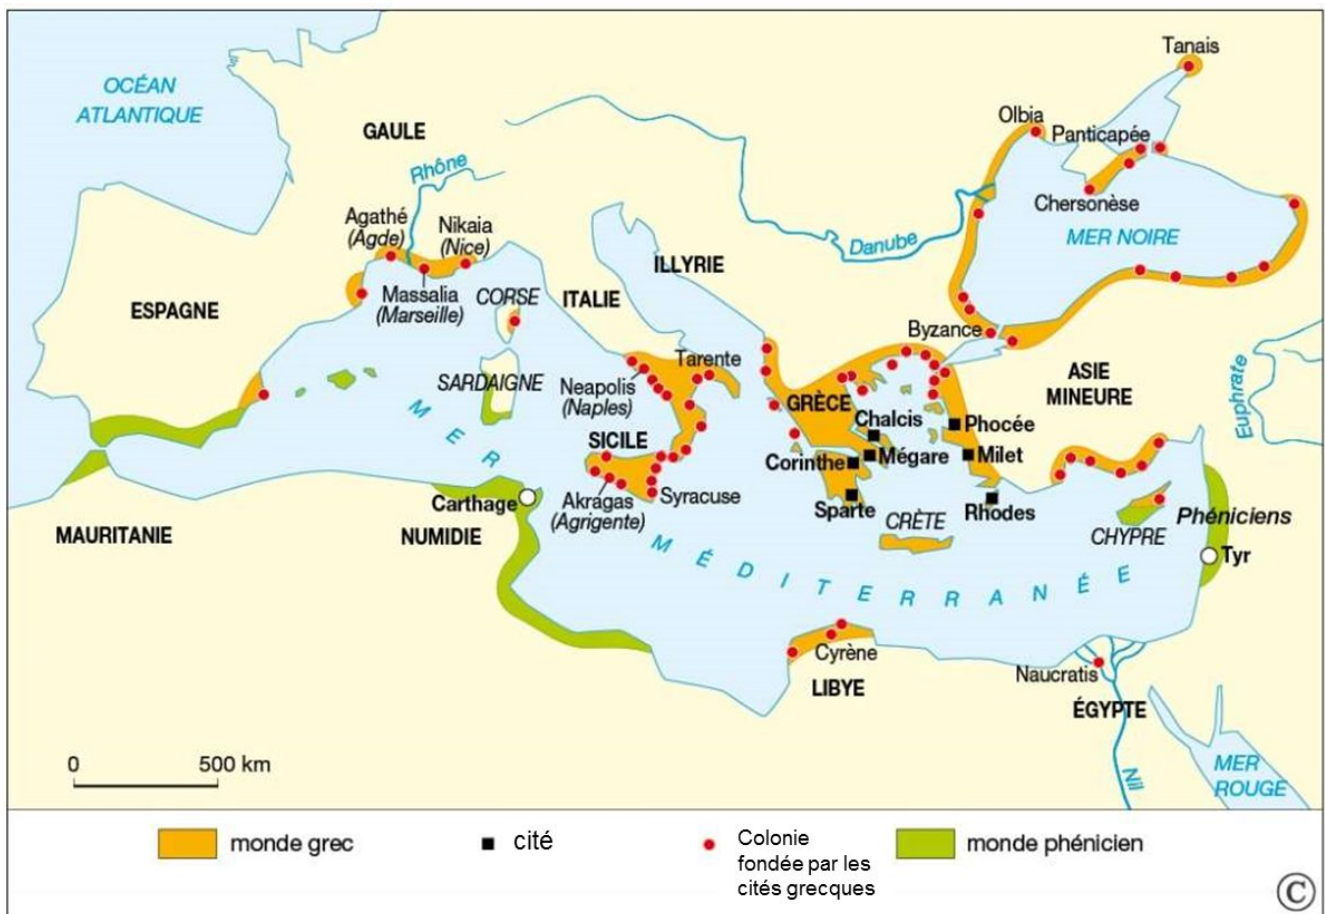 Tanais
OCÉAN
ATLANTIQUE
Olbia
GAULE
Panticapée
Rhône
Chersonèse
Agathé
(Agde)
Nikaia
(Nice)
MER NOIRE
Danube
ILLYRIE
Massalia
(Marseille)
CORSE
ITALIE
ESPAGNE
Byzance
Tarente
ASIE
MINEURE
Euphrate
SARDAIGNE
Neapolis
(Naples)
GRÈCE
Chalcis
Phocée
SICILE
Corinthe
Mégare
Milet
Carthage
Akragas
(Agrigente)
Syracuse
Sparte
Rhodes
CRÈTE
Phéniciens
CHYPRE
MAURITANIE
NUMIDIE
Tyr
MER MÉDITERRANÉE
Cyrène
LIBYE
Naucratis
ÉGYPTE
Nil
MER
ROUGE
0 500 km
monde grec
cité
Colonie
fondée par les
cités grecques
monde phénicien
©